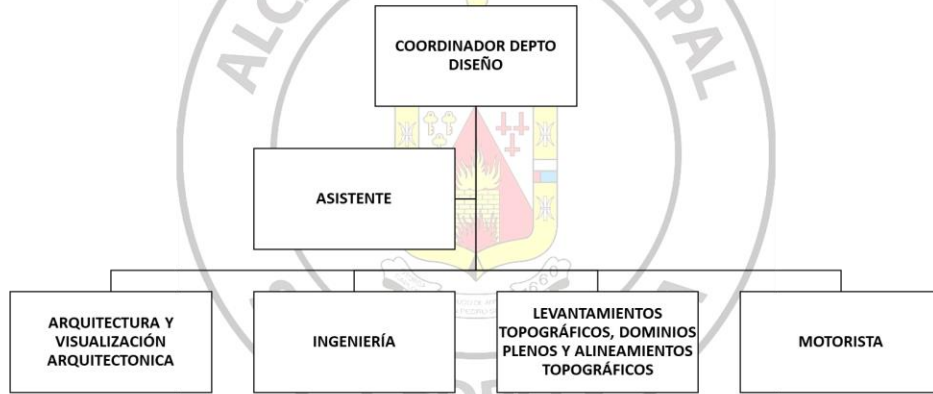 COORDINADOR DEPTO
DISEÑO
ASISTENTE
ARQUITECTURA Y
VISUALIZACIÓN
ARQUITECTONICA
INGENIERÍA
LEVANTAMIENTOS
TOPOGRÁFICOS, DOMINIOS
PLENOS Y ALINEAMIENTOS
TOPOGRÁFICOS
MOTORISTA